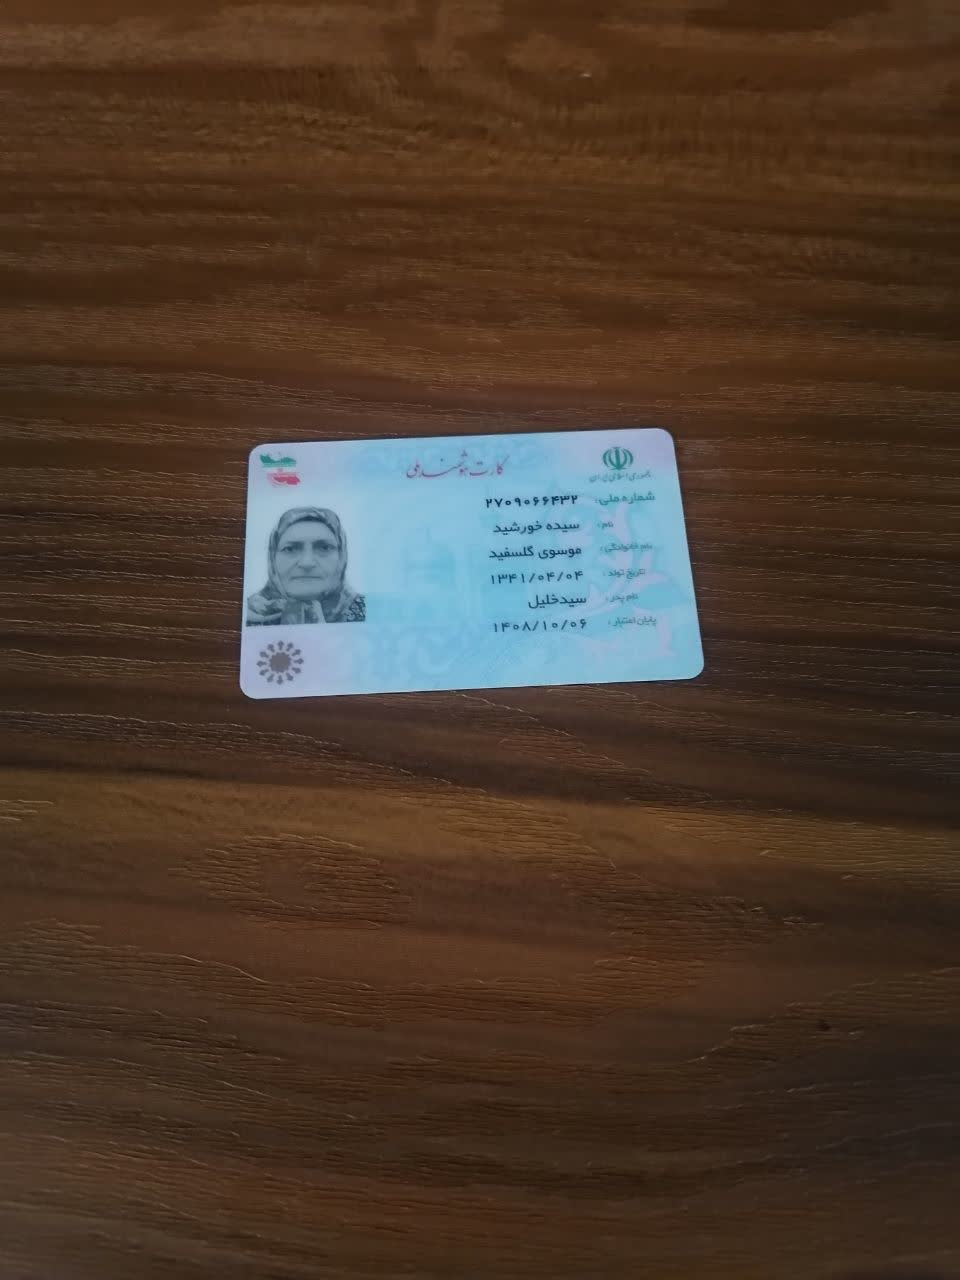 کارت هوشمند ملی
جمهوری اسلامی ایران
شماره ملی: ۲۷۰۹۰۶۶۴۳۲
نام: سیده خورشید
نام خانوادگی: موسوی گلسفید
تاریخ تولد: ۱۳۴۱/۰۴/۰۴
نام پدر: سیدخلیل
پایان اعتبار: ۱۴۰۸/۱۰/۰۶